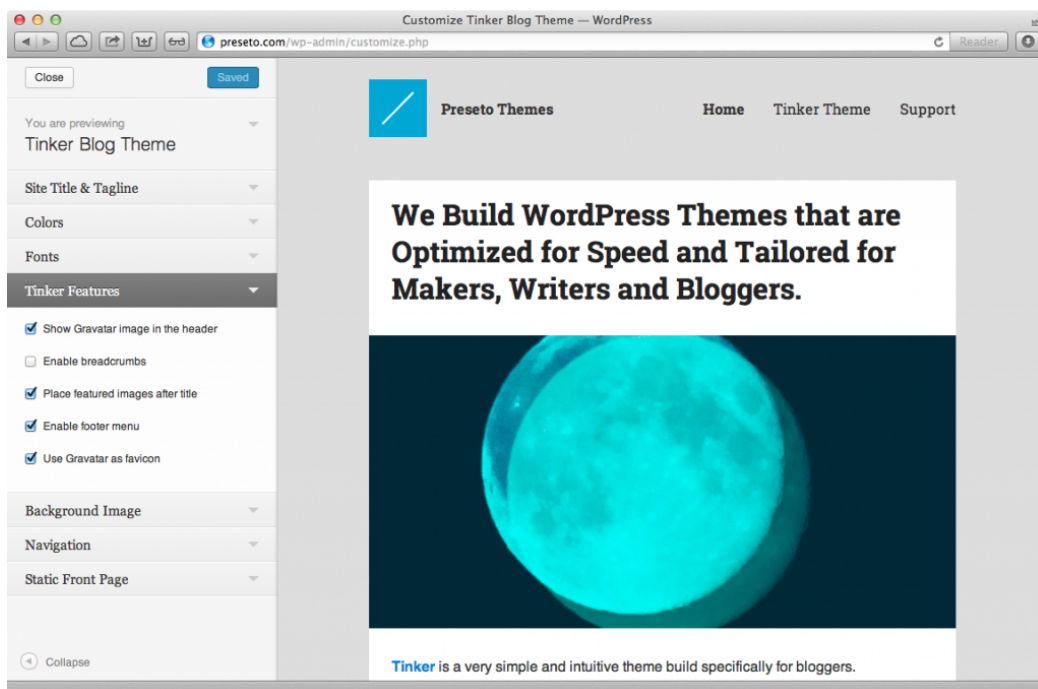 Customize Tinker Blog Theme — WordPress
preseto.com/wp-admin/customize.php
Reader
Close
Saved
You are previewing
Tinker Blog Theme
Site Title & Tagline
Colors
Fonts
Tinker Features
Show Gravatar image in the header
Enable breadcrumbs
Place featured images after title
Enable footer menu
Use Gravatar as favicon
Background Image
Navigation
Static Front Page
Collapse
Preseto Themes
Home Tinker Theme Support
We Build WordPress Themes that are
Optimized for Speed and Tailored for
Makers, Writers and Bloggers.
Tinker is a very simple and intuitive theme build specifically for bloggers.